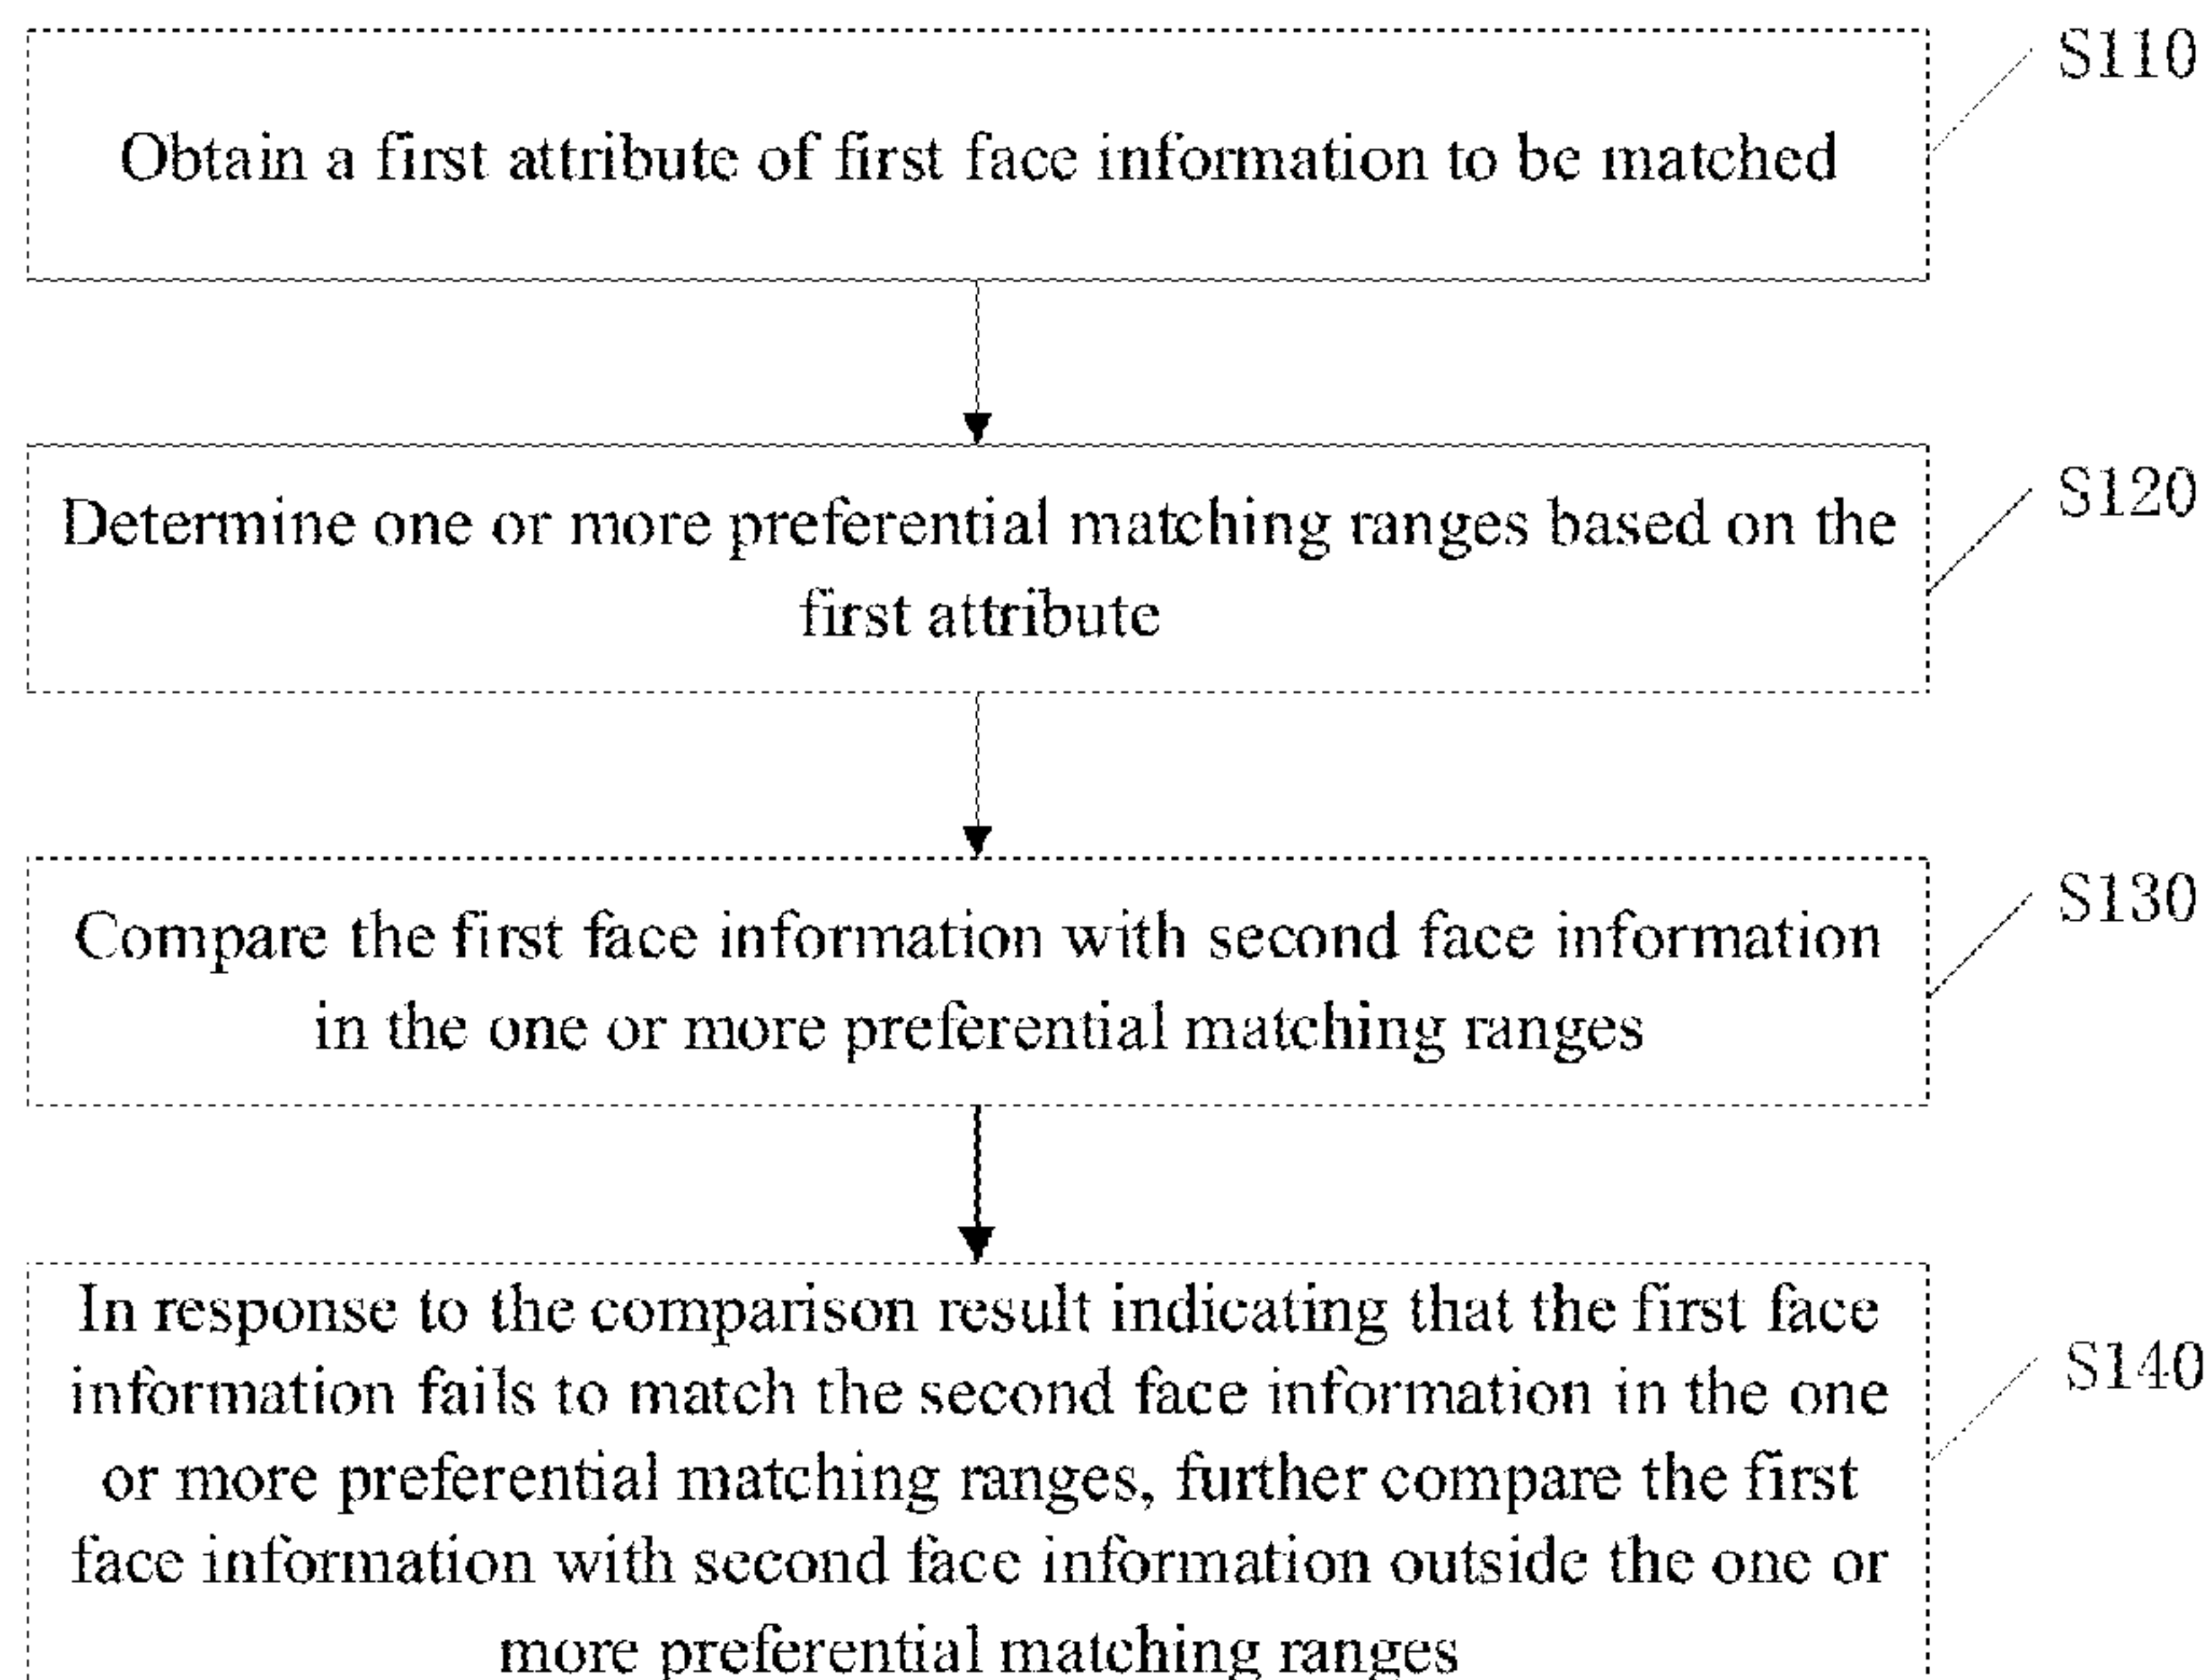 S110
Obtain a first attribute of first face information to be matched
S120
Determine one or more preferential matching ranges based on the
first attribute
S130
Compare the first face information with second face information
in the one or more preferential matching ranges
In response to the comparison result indicating that the first face
S140
information fails to match the second face information in the one
or more preferential matching ranges, further compare the first
face information with second face information outside the one or
more preferential matching ranges